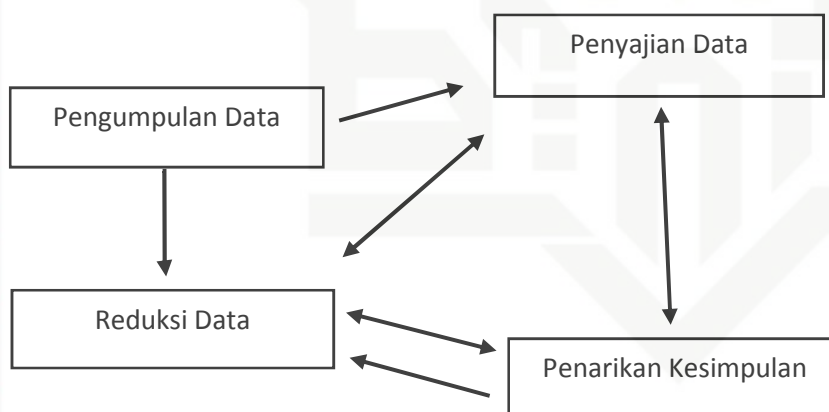 Penyajian Data
Pengumpulan Data
Reduksi Data
Penarikan Kesimpulan